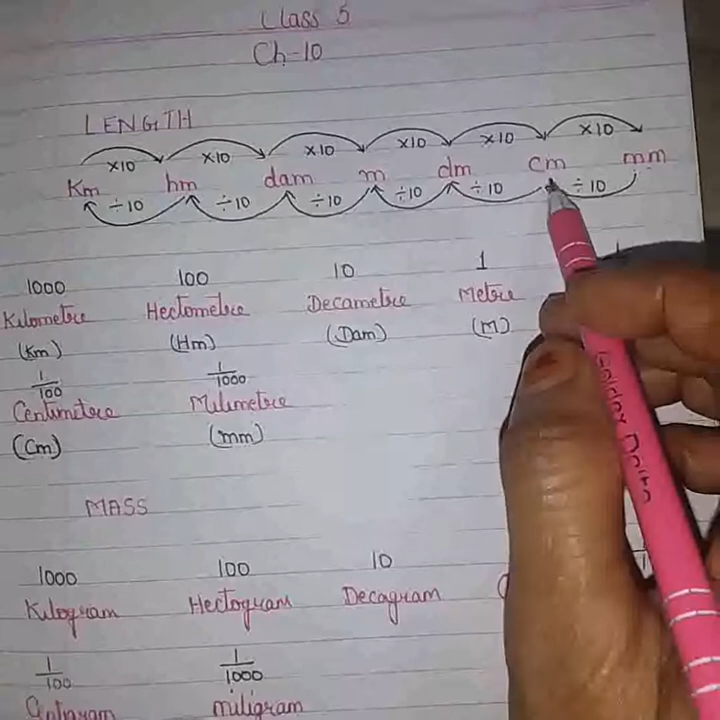 Class 5
Ch-10
LENGTH
×10 ×10 ×10 ×10 ×10 ×10
Km hm dam m dm cm mm
÷10 ÷10 ÷10 ÷10 ÷10 ÷10
1000 100 10 1
Kilometre Hectometre Decametre Metre
(Km) (Hm) (Dam) (M)
1/100 1/1000
Centimetre Milimetre
(Cm) (mm)
MASS
1000 100 10
Kilogram Hectogram Decagram
1/100 1/1000
miligram
Golden Delta